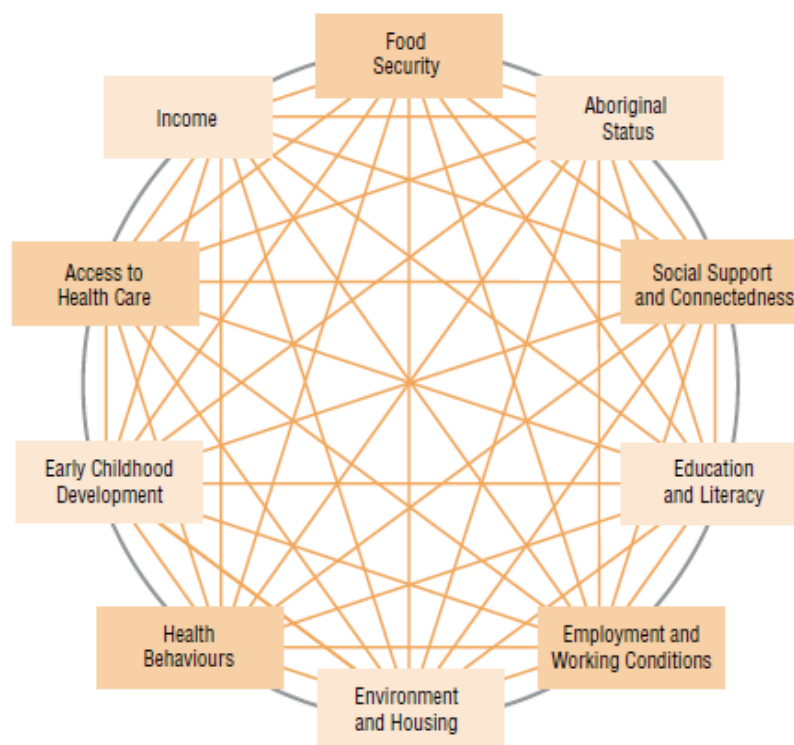 Food
Security
Income
Aboriginal
Status
Access to
Health Care
Social Support
and Connectedness
Early Childhood
Development
Education
and Literacy
Health
Behaviours
Employment and
Working Conditions
Environment
and Housing